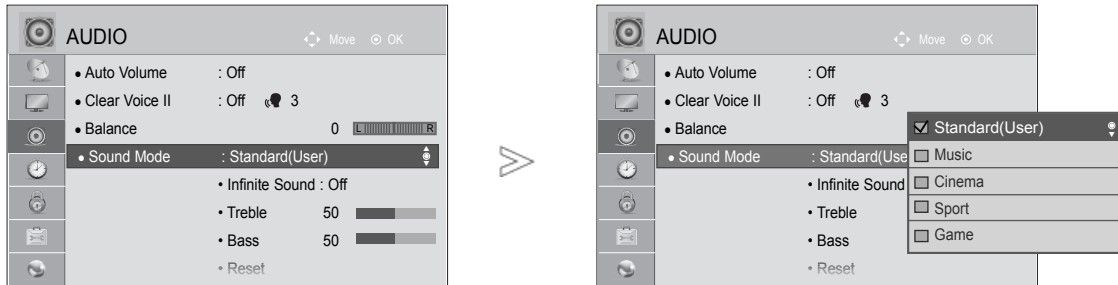 AUDIO
Move OK
• Auto Volume : Off
• Clear Voice II : Off 3
• Balance 0 L R
• Sound Mode : Standard(User)
• Infinite Sound : Off
• Treble 50
• Bass 50
• Reset
AUDIO
Move OK
• Auto Volume : Off
• Clear Voice II : Off 3
• Balance
• Sound Mode : Standard(Use
• Infinite Sound
• Treble
• Bass
• Reset
Standard(User)
Music
Cinema
Sport
Game